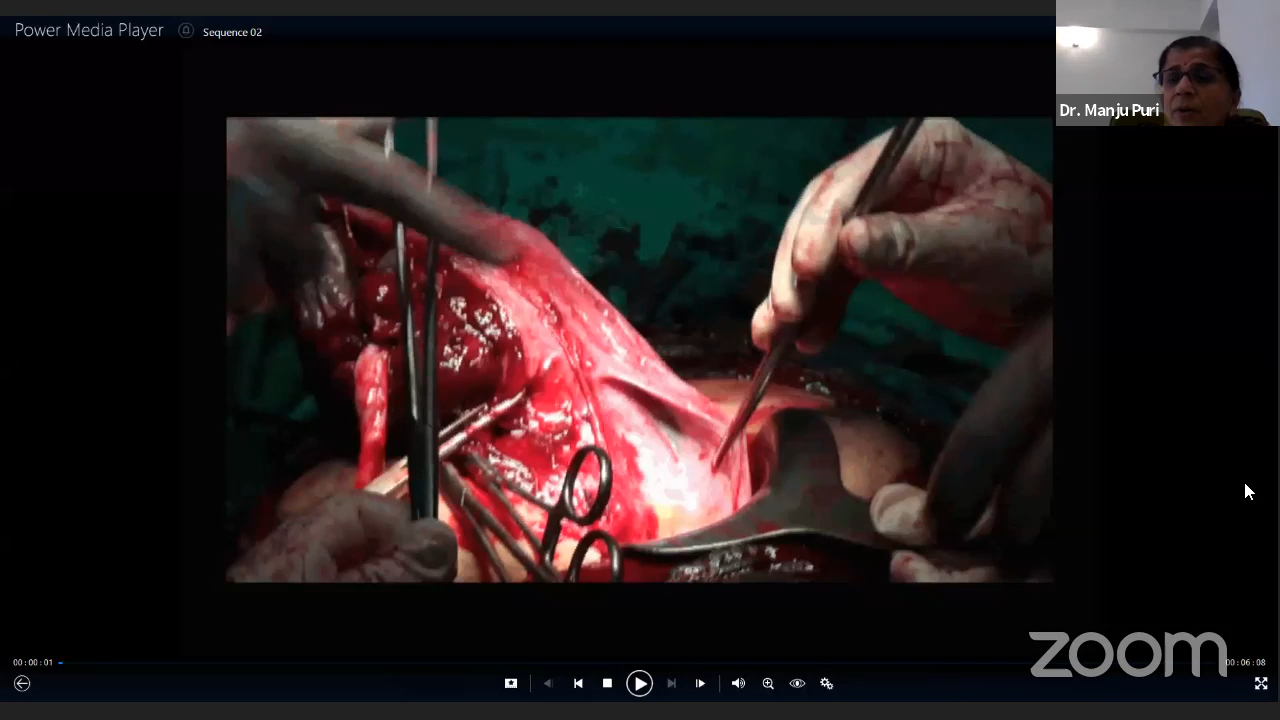 Power Media Player
Sequence 02
Dr. Manju Puri
00:00:01
00:06:08
zoom